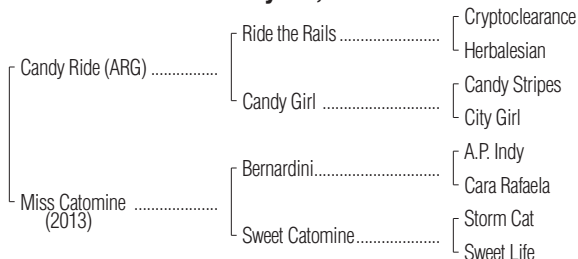 Cryptoclearance
Ride the Rails ....................
Herbalesian
Candy Ride (ARG) ................
Candy Stripes
Candy Girl .......................
City Girl
A.P. Indy
Bernardini.........................
Cara Rafaela
Miss Catomine ....................
(2013)
Storm Cat
Sweet Catomine.................
Sweet Life